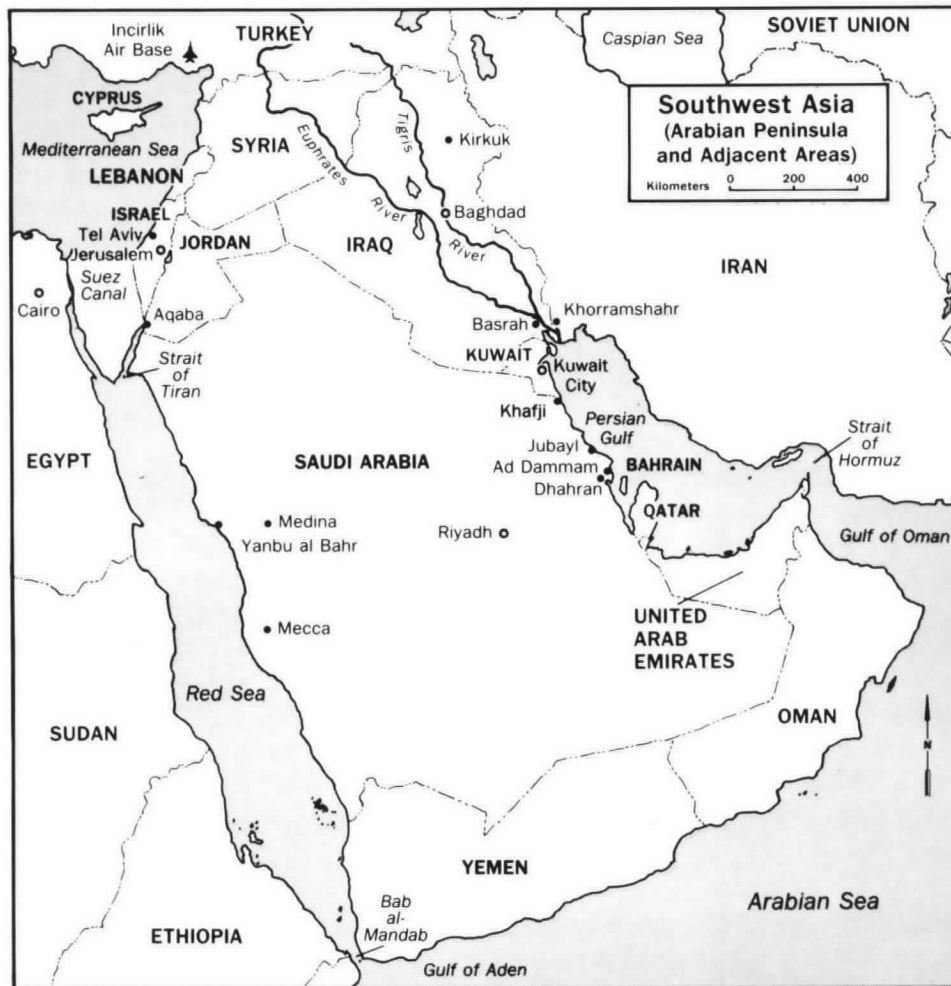 Incirlik
Air Base
TURKEY
Caspian Sea
SOVIET UNION
CYPRUS
Mediterranean Sea
SYRIA
Euphrates
River
Tigris
River
Kirkuk
Southwest Asia
(Arabian Peninsula
and Adjacent Areas)
Kilometers 0 200 400
LEBANON
ISRAEL
Tel Aviv
Jerusalem
JORDAN
IRAQ
Baghdad
IRAN
Suez
Canal
Cairo
Aqaba
Basrah
Khorramshahr
KUWAIT
Kuwait
City
Strait
of
Tiran
Khafji
Persian
Gulf
Strait
of
Hormuz
EGYPT
SAUDI ARABIA
Jubayl
Ad Dammam
Dhahran
BAHRAIN
QATAR
Medina
Yanbu al Bahr
Riyadh
Gulf of Oman
UNITED
ARAB
EMIRATES
Mecca
Red Sea
SUDAN
OMAN
N
YEMEN
Arabian Sea
Bab
al-
Mandab
ETHIOPIA
Gulf of Aden